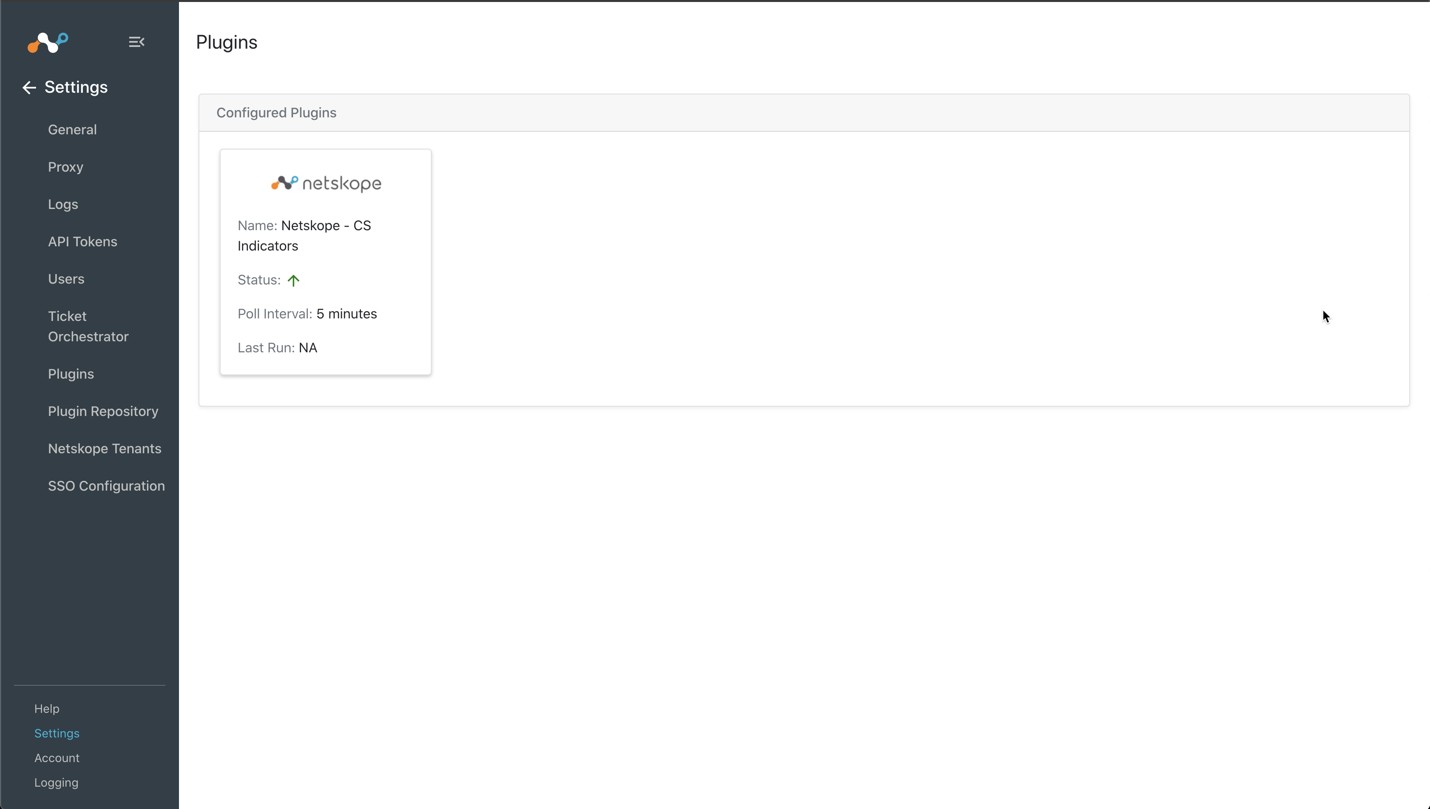 Settings
General
Proxy
Logs
API Tokens
Users
Ticket
Orchestrator
Plugins
Plugin Repository
Netskope Tenants
SSO Configuration
Help
Settings
Account
Logging
Plugins
Configured Plugins
netskope
Name: Netskope - CS
Indicators
Status:
Poll Interval: 5 minutes
Last Run: NA